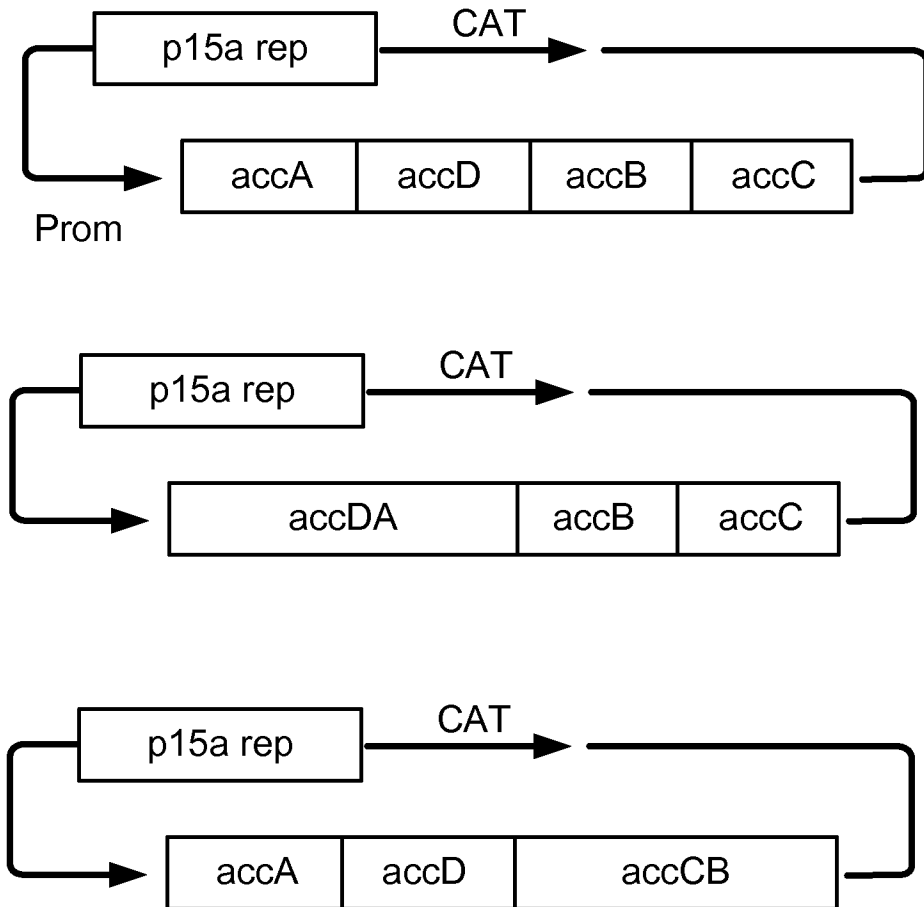 CAT
p15a rep
accA accD accB accC
Prom
CAT
p15a rep
accDA accB accC
CAT
p15a rep
accA accD accCB